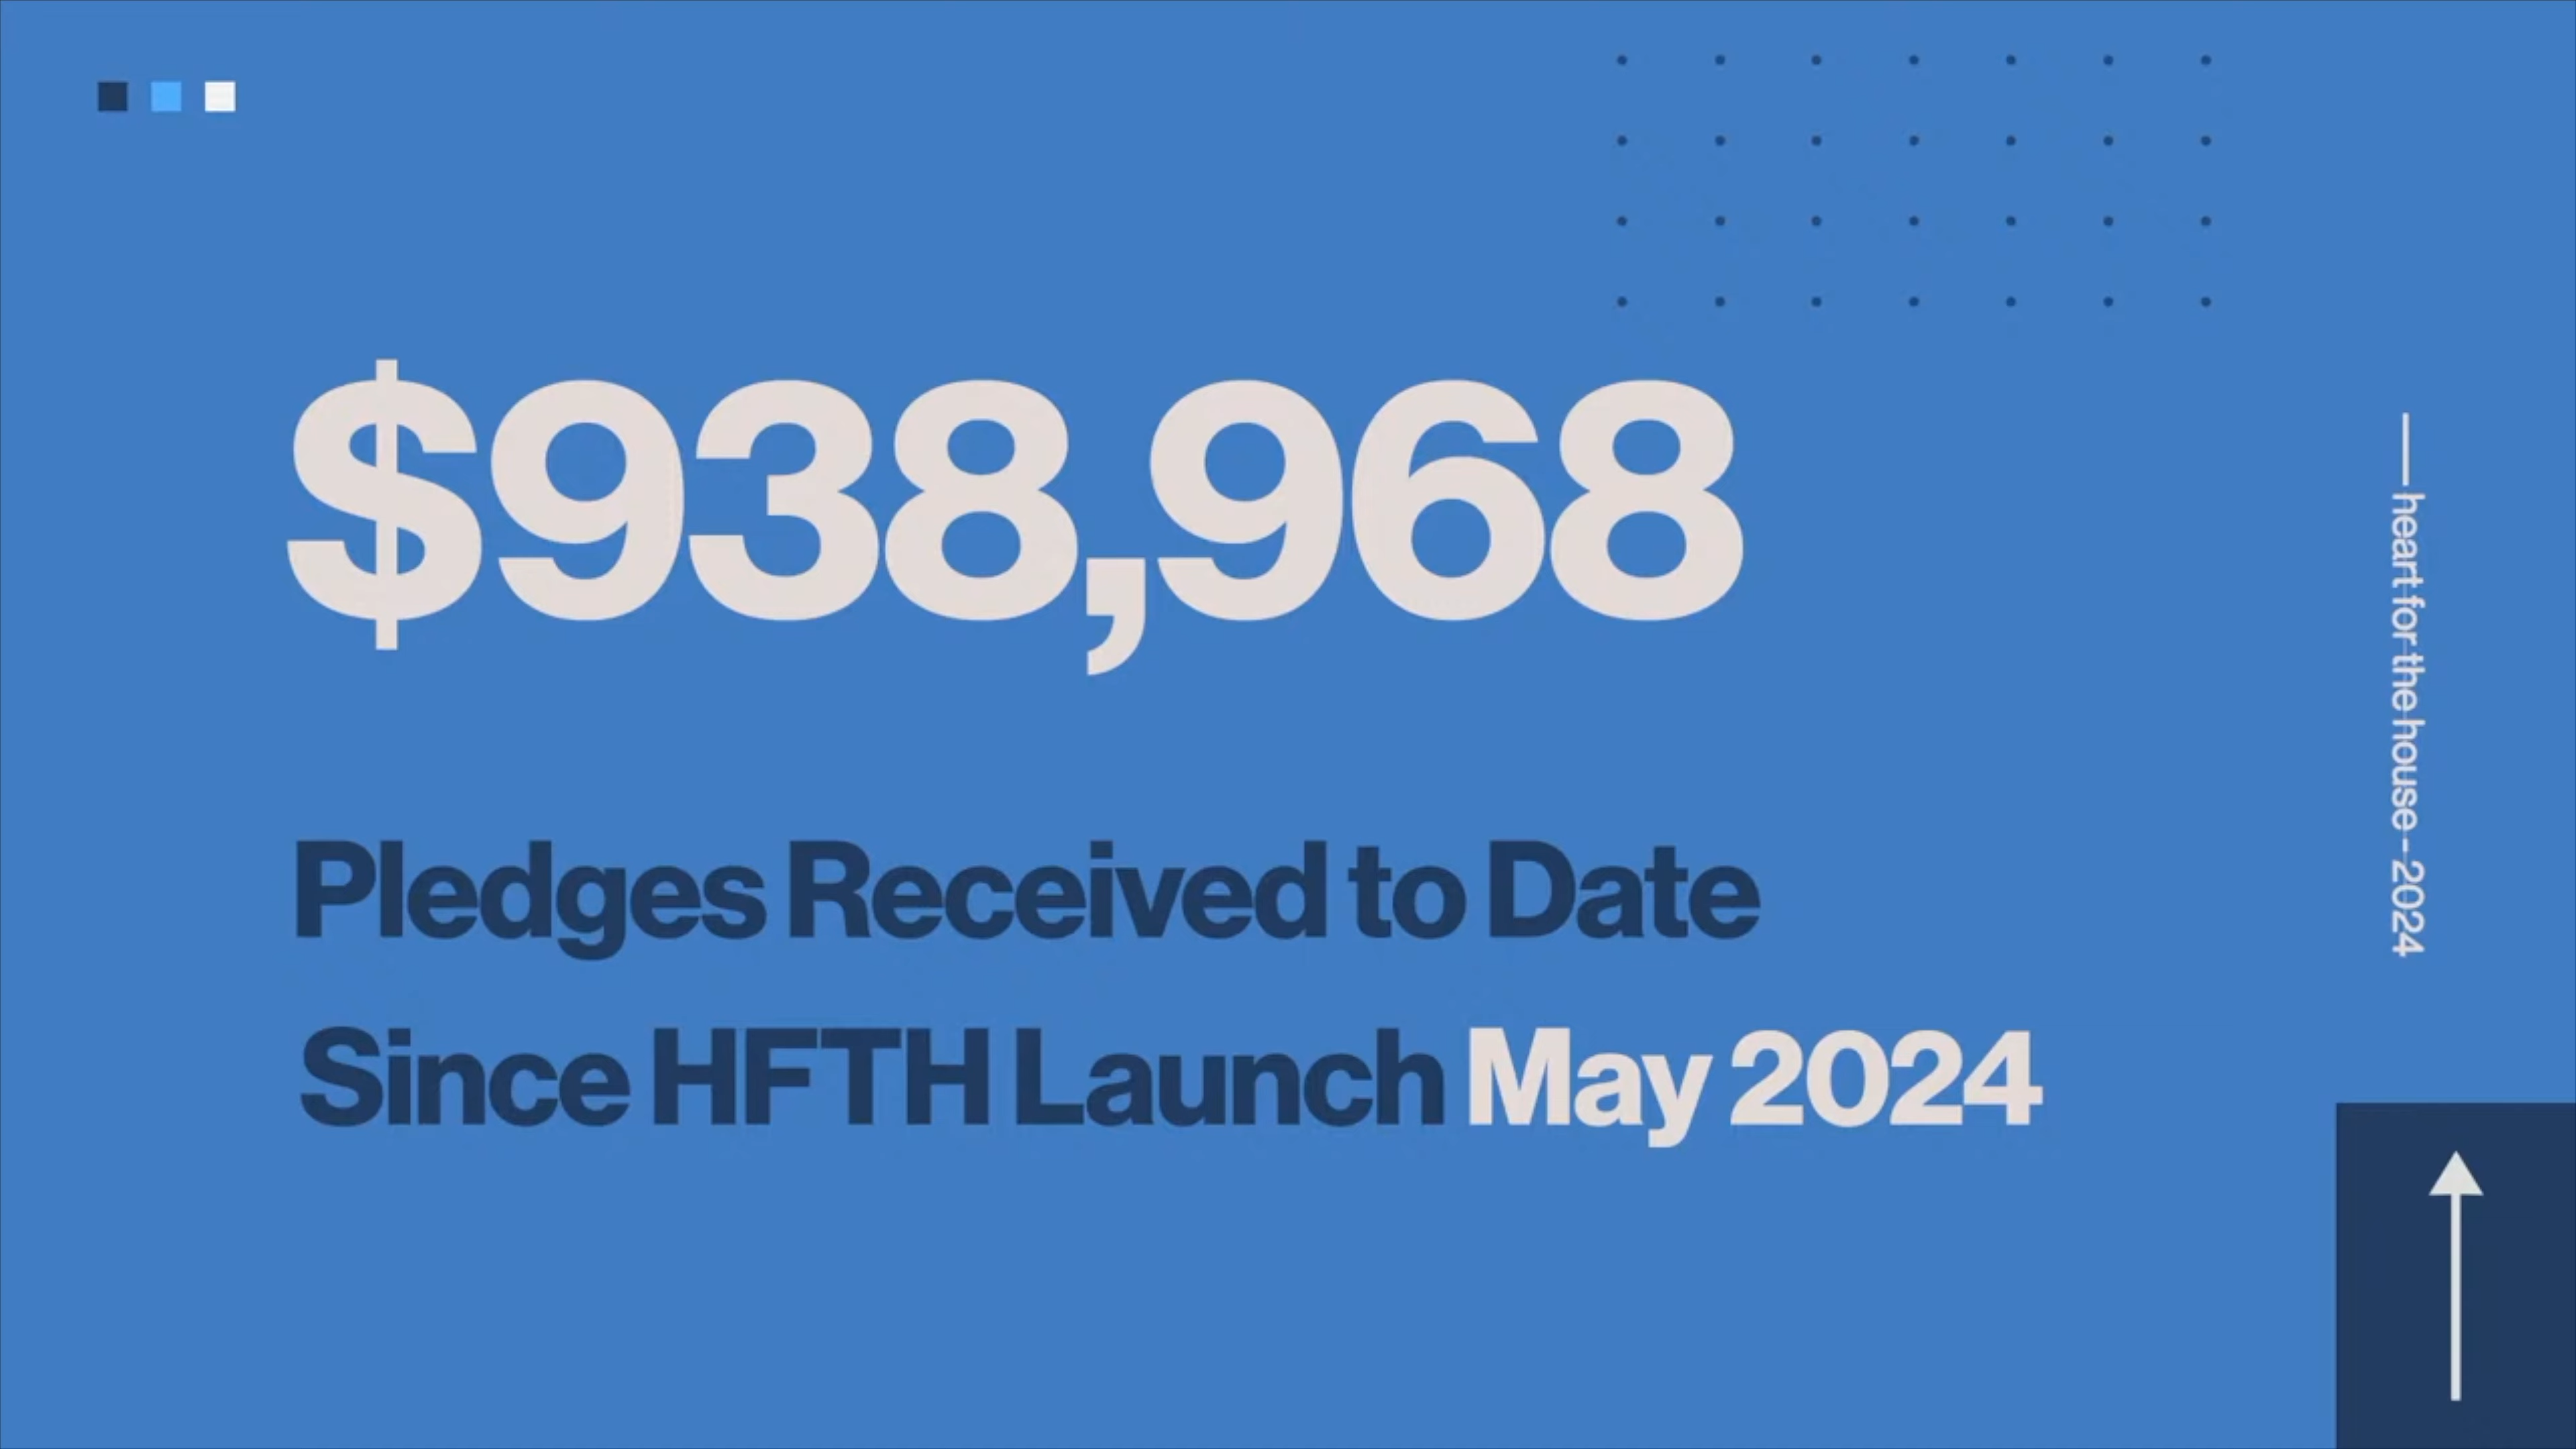 $938,968
Pledges Received to Date
Since HFTH Launch May 2024
heart for the house - 2024